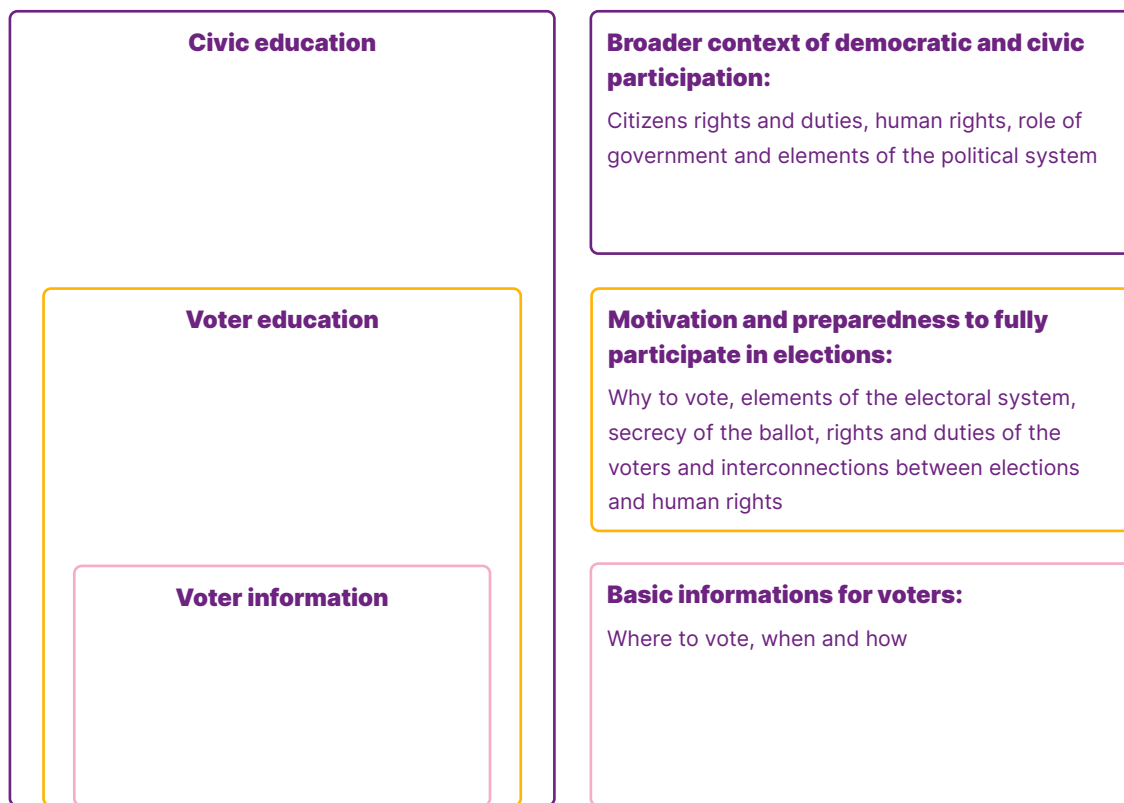 Civic education
Broader context of democratic and civic
participation:
Citizens rights and duties, human rights, role of
government and elements of the political system
Voter education
Motivation and preparedness to fully
participate in elections:
Why to vote, elements of the electoral system,
secrecy of the ballot, rights and duties of the
voters and interconnections between elections
and human rights
Voter information
Basic informations for voters:
Where to vote, when and how